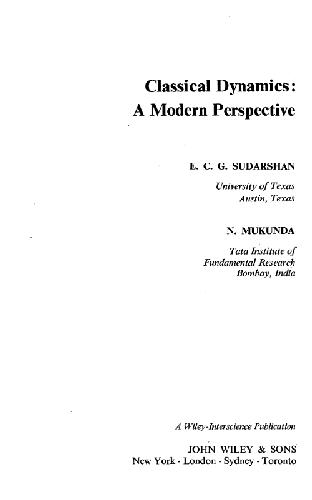 Classical Dynamics:
A Modern Perspective
E. C. G. SUDARSHAN
University of Texas
Austin, Texas
N. MUKUNDA
Tata Institute of
Fundamental Research
Bombay, India
A Wiley-Interscience Publication
JOHN WILEY & SONS
New York · London · Sydney · Toronto